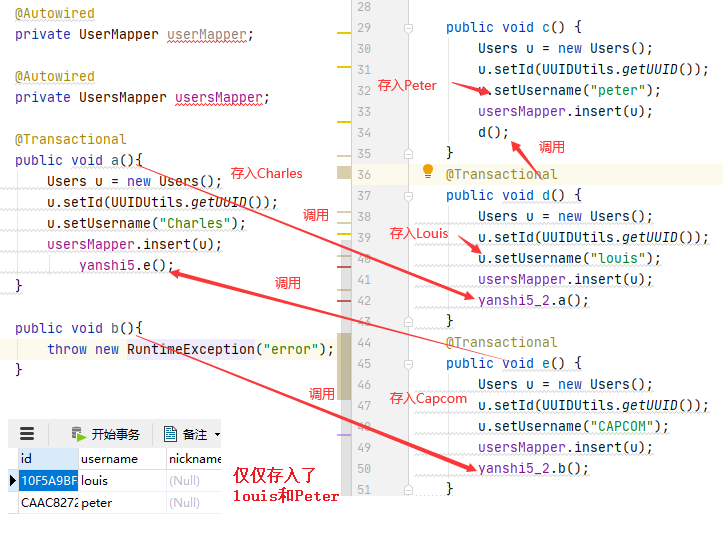 @Autowired
private UserMapper userMapper;
@Autowired
private UsersMapper usersMapper;
@Transactional
public void a(){
存入Charles
Users u = new Users();
u.setId(UUIDUtils.getUUID());
调用
u.setUsername("Charles");
usersMapper.insert(u);
yanshi5.e();
}
调用
public void b(){
throw new RuntimeException("error");
}
调用
28
29 public void c() {
30 Users u = new Users();
31 u.setId(UUIDUtils.getUUID());
存入Peter
32 u.setUsername("peter");
33 usersMapper.insert(u);
34 d();
调用
35 }
36 @Transactional
37 public void d() {
38 Users u = new Users();
39 u.setId(UUIDUtils.getUUID());
存入Louis
40 u.setUsername("louis");
41 usersMapper.insert(u);
42 yanshi5_2.a();
43 }
44 @Transactional
45 public void e() {
46 Users u = new Users();
存入Capcom
47 u.setId(UUIDUtils.getUUID());
48 u.setUsername("CAPCOM");
49 usersMapper.insert(u);
50 yanshi5_2.b();
51 }
开始事务 备注
id username nickname
10F5A9BF louis (Null)
CAAC8272 peter (Null)
仅仅存入了
louis和Peter